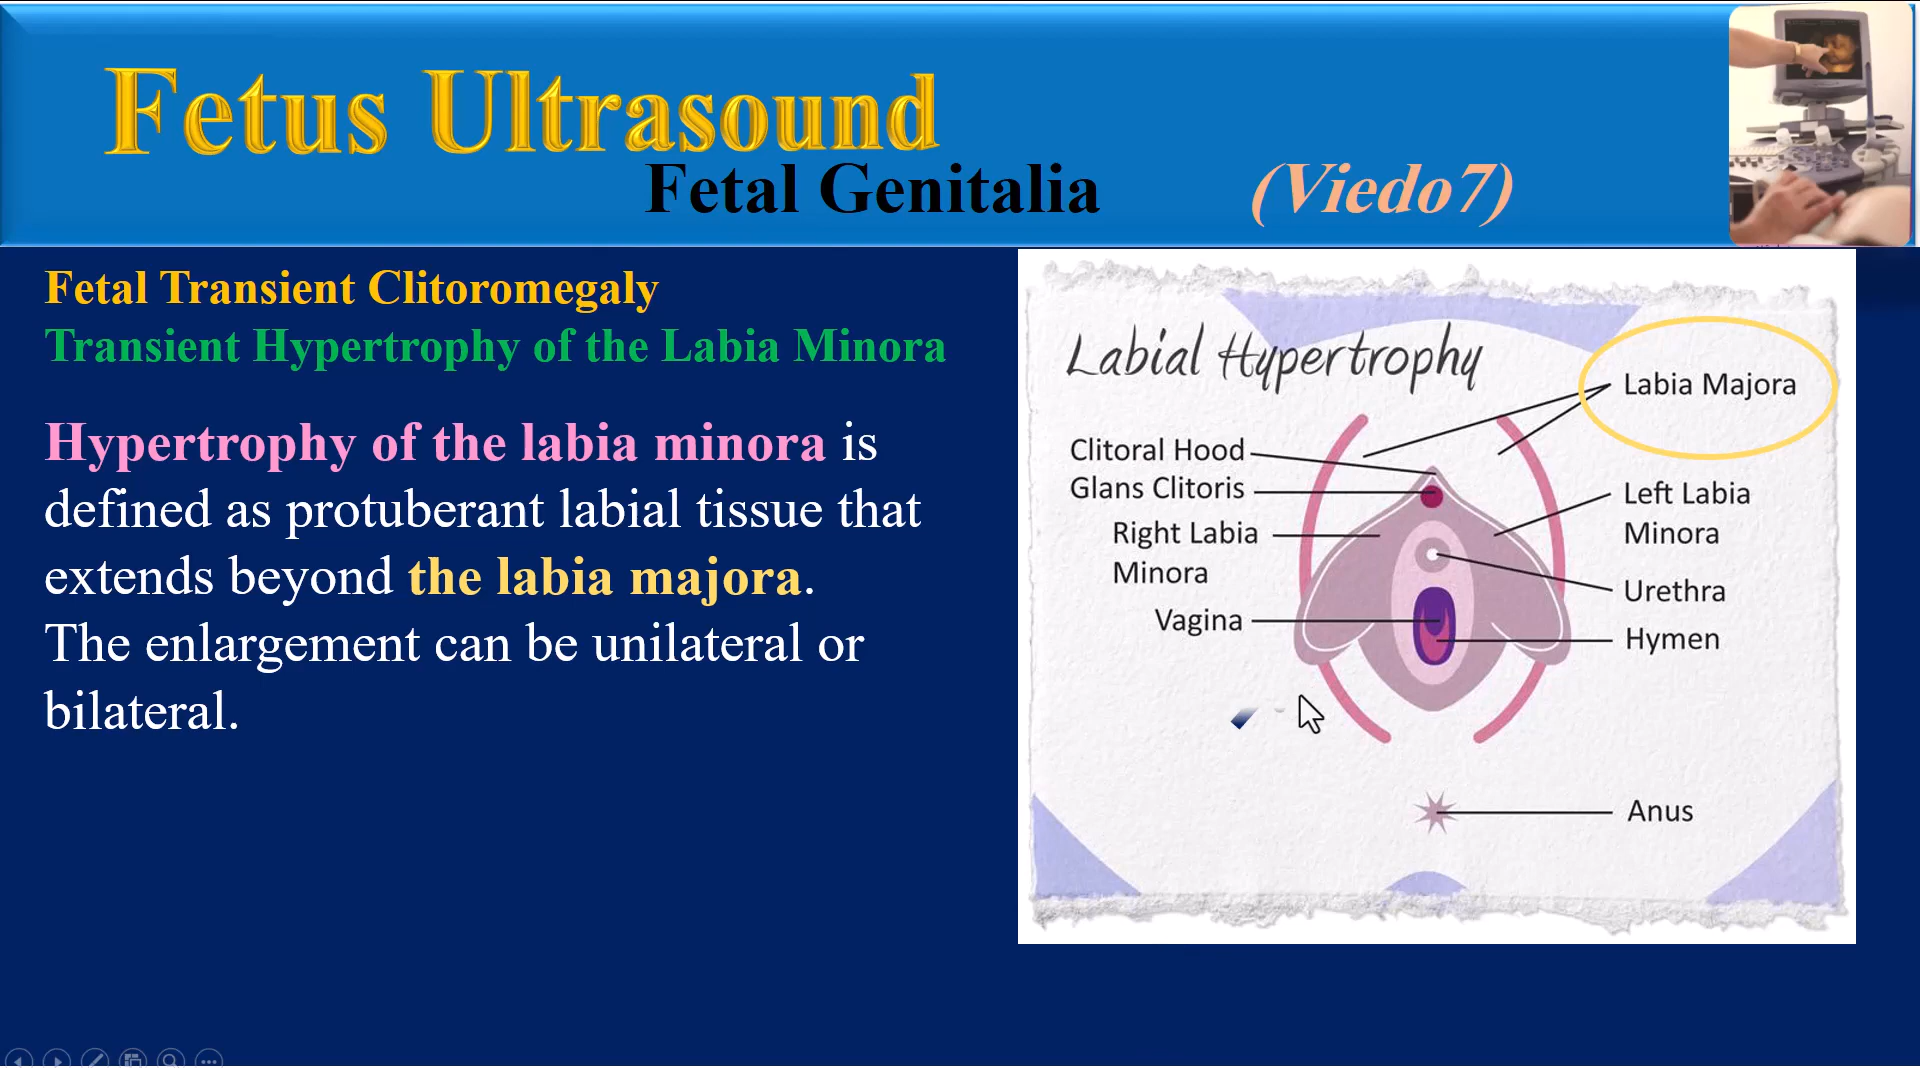 Fetus Ultrasound
Fetal Genitalia
(Viedo7)
Fetal Transient Clitoromegaly
Transient Hypertrophy of the Labia Minora
Hypertrophy of the labia minora is
defined as protuberant labial tissue that
extends beyond the labia majora.
The enlargement can be unilateral or
bilateral.
Labial Hypertrophy
Labia Majora
Clitoral Hood
Glans Clitoris
Right Labia
Minora
Vagina
Left Labia
Minora
Urethra
Hymen
Anus